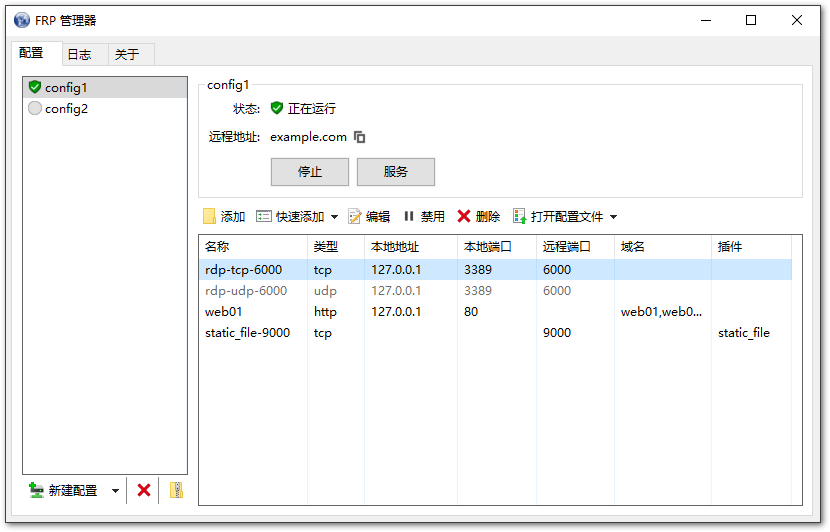 FRP 管理器
配置 日志 关于
config1
config2
config1
状态: 正在运行
远程地址: example.com
停止 服务
添加 快速添加 编辑 禁用 删除 打开配置文件
名称 类型 本地地址 本地端口 远程端口 域名 插件
rdp-tcp-6000 tcp 127.0.0.1 3389 6000
rdp-udp-6000 udp 127.0.0.1 3389 6000
web01 http 127.0.0.1 80 web01,web0...
static_file-9000 tcp 9000 static_file
新建配置